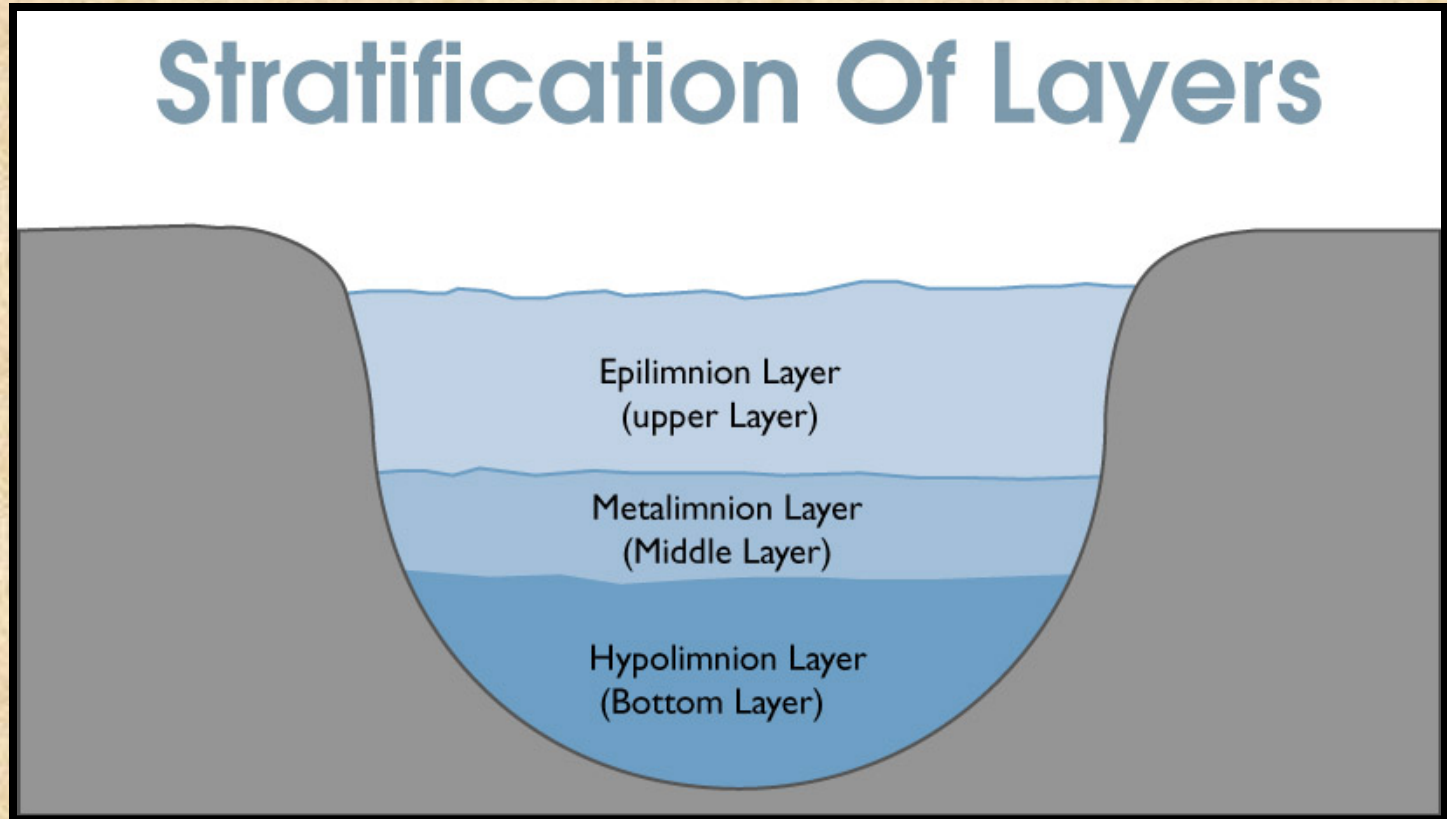 Stratification Of Layers
Epilimnion Layer
(upper Layer)
Metalimnion Layer
(Middle Layer)
Hypolimnion Layer
(Bottom Layer)